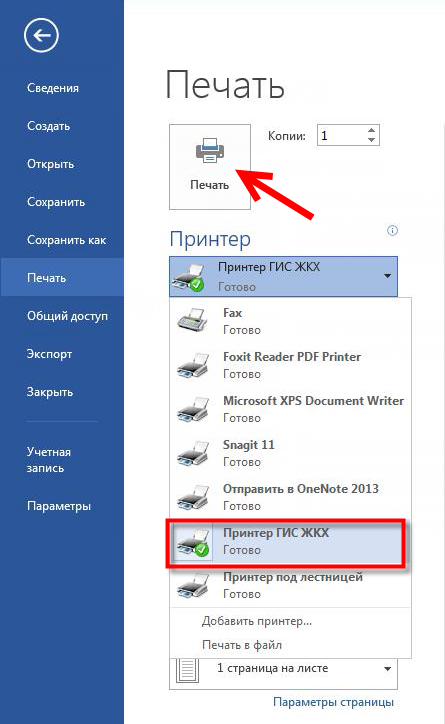 Сведения
Создать
Открыть
Сохранить
Сохранить как
Печать
Общий доступ
Экспорт
Закрыть
Учетная
запись
Параметры
Печать
Копии: 1
Печать
Принтер
Принтер ГИС ЖКХ
Готово
Fax
Готово
Foxit Reader PDF Printer
Готово
Microsoft XPS Document Writer
Готово
Snagit 11
Готово
Отправить в OneNote 2013
Готово
Принтер ГИС ЖКХ
Готово
Принтер под лестницей
Готово
Добавить принтер...
Печать в файл
1 страница на листе
Параметры страницы